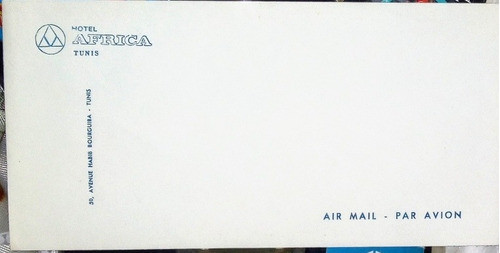 HOTEL
AFRICA
TUNIS
50, AVENUE HABIB BOURGUIBA - TUNIS
AIR MAIL - PAR AVION